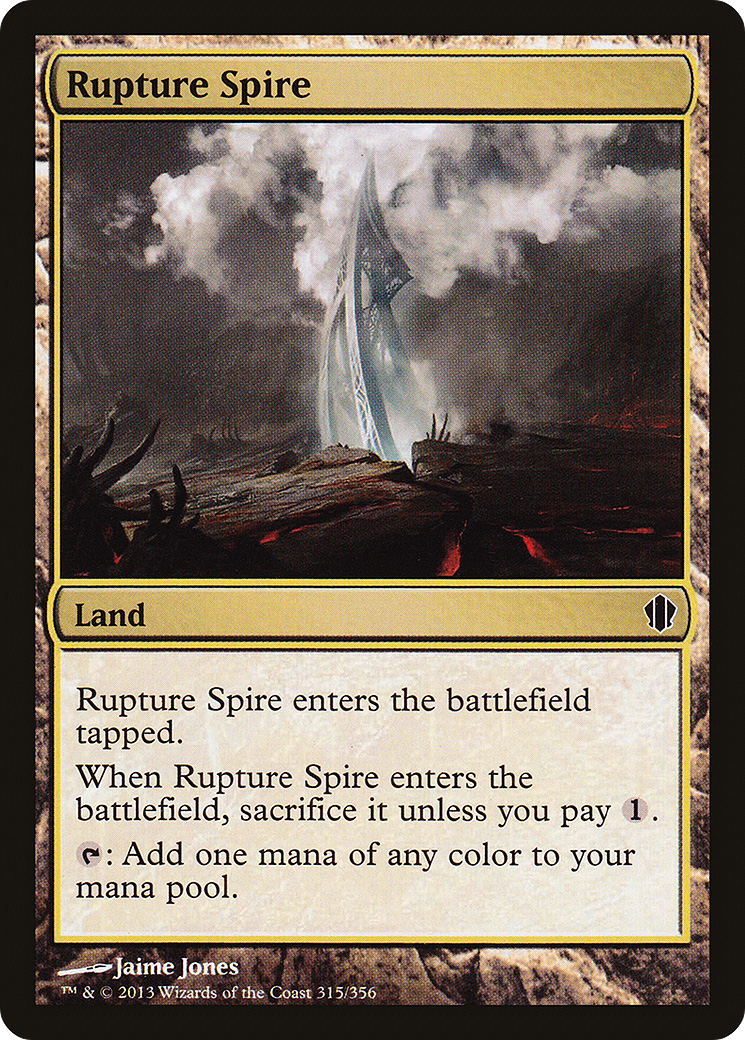 Rupture Spire
Land
Rupture Spire enters the battlefield
tapped.
When Rupture Spire enters the
battlefield, sacrifice it unless you pay 1.
: Add one mana of any color to your
mana pool.
Jaime Jones
™ & © 2013 Wizards of the Coast 315/356